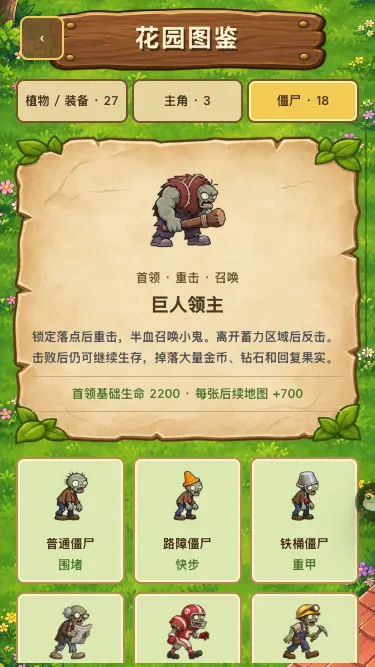 花园图鉴
植物 / 装备 · 27
主角 · 3
僵尸 · 18
首领 · 重击 · 召唤
巨人领主
锁定落点后重击，半血召唤小鬼。离开蓄力区域后反击。
击败后仍可继续生存，掉落大量金币、钻石和回复果实。
首领基础生命 2200 · 每张后续地图 +700
普通僵尸
围堵
路障僵尸
快步
铁桶僵尸
重甲